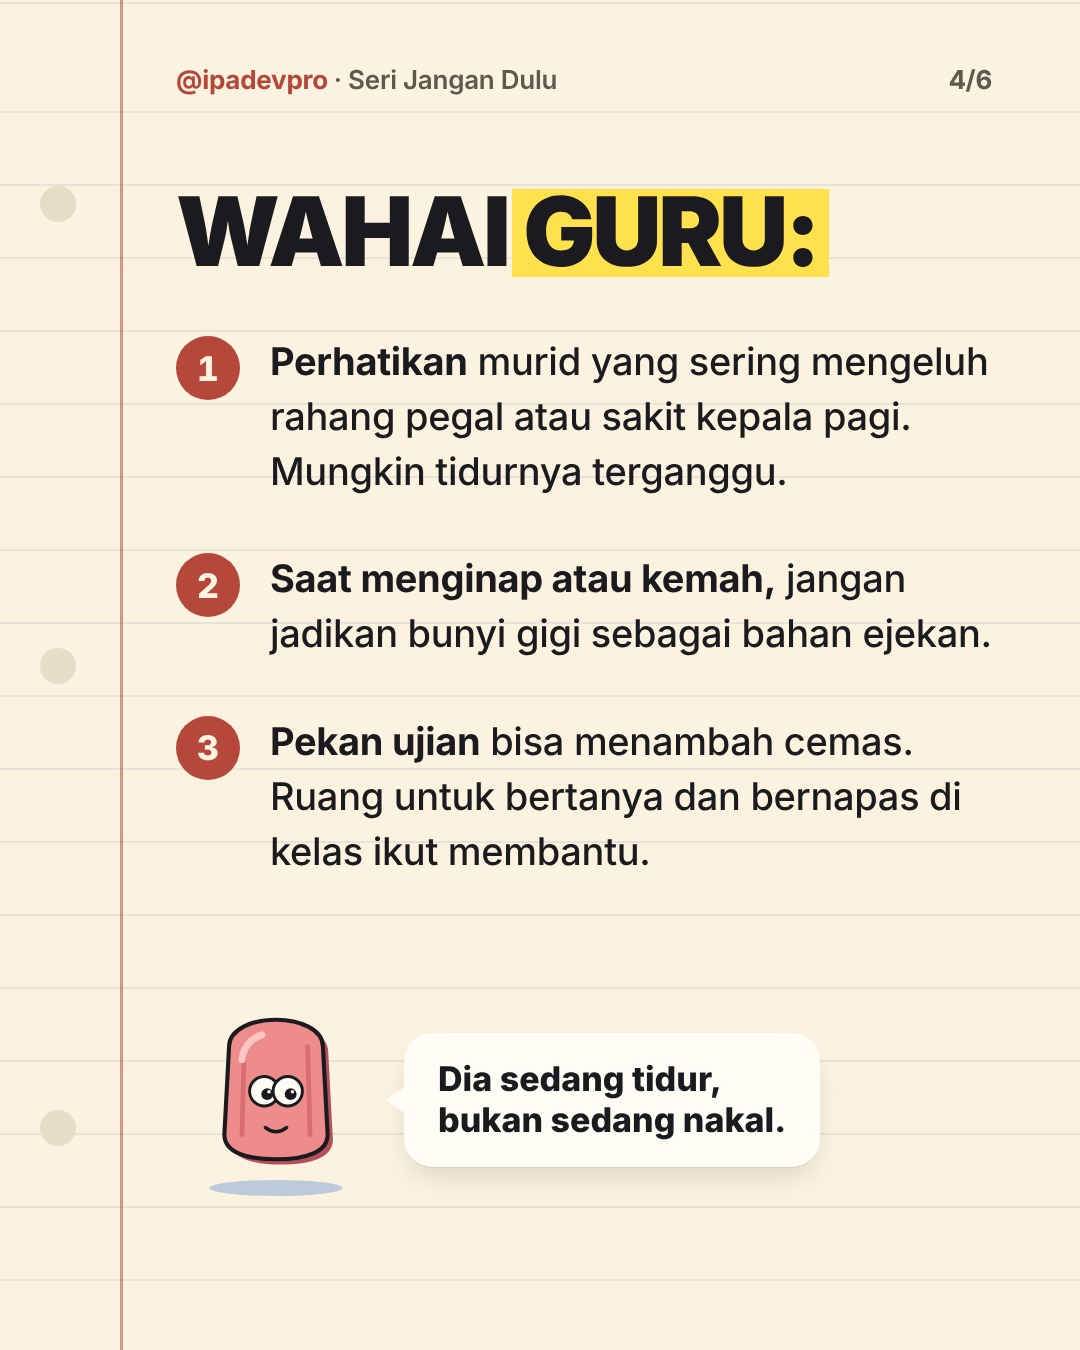 @ipadevpro · Seri Jangan Dulu
4/6
WAHAI GURU:
1
Perhatikan murid yang sering mengeluh
rahang pegal atau sakit kepala pagi.
Mungkin tidurnya terganggu.
2
Saat menginap atau kemah, jangan
jadikan bunyi gigi sebagai bahan ejekan.
3
Pekan ujian bisa menambah cemas.
Ruang untuk bertanya dan bernapas di
kelas ikut membantu.
Dia sedang tidur,
bukan sedang nakal.